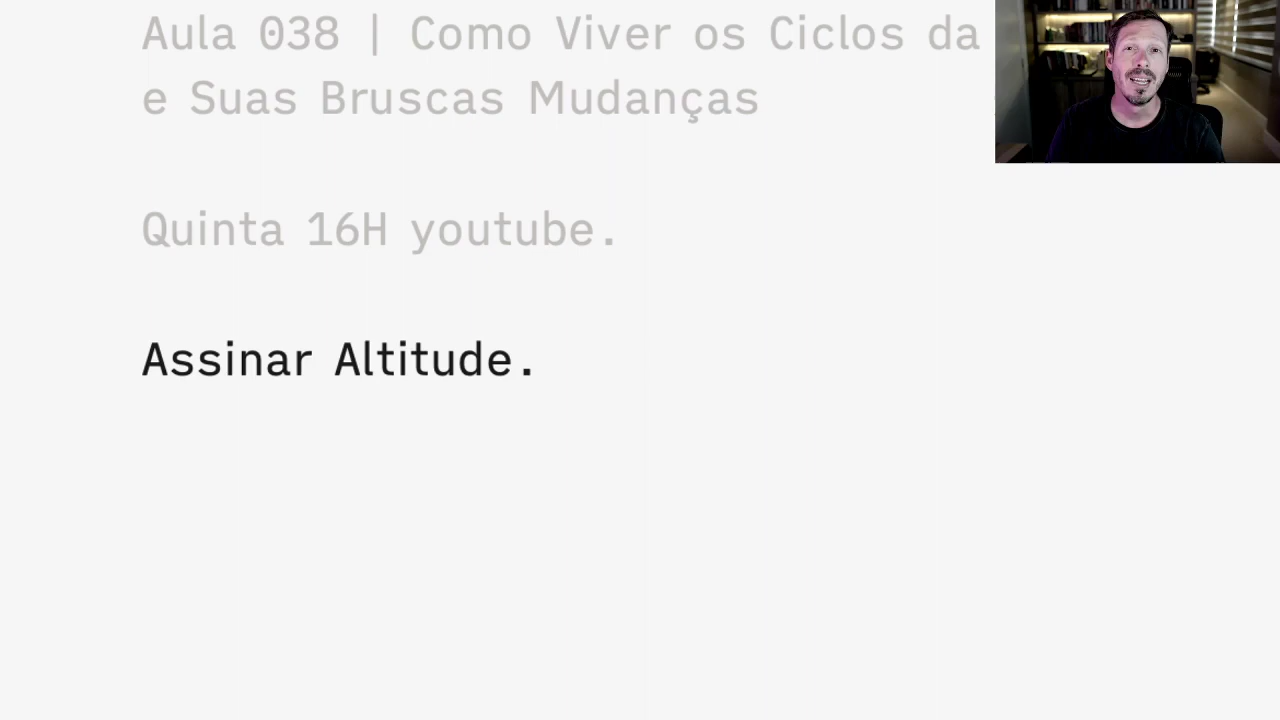 Aula 038 | Como Viver os Ciclos da
e Suas Bruscas Mudanças
Quinta 16H youtube.
Assinar Altitude.